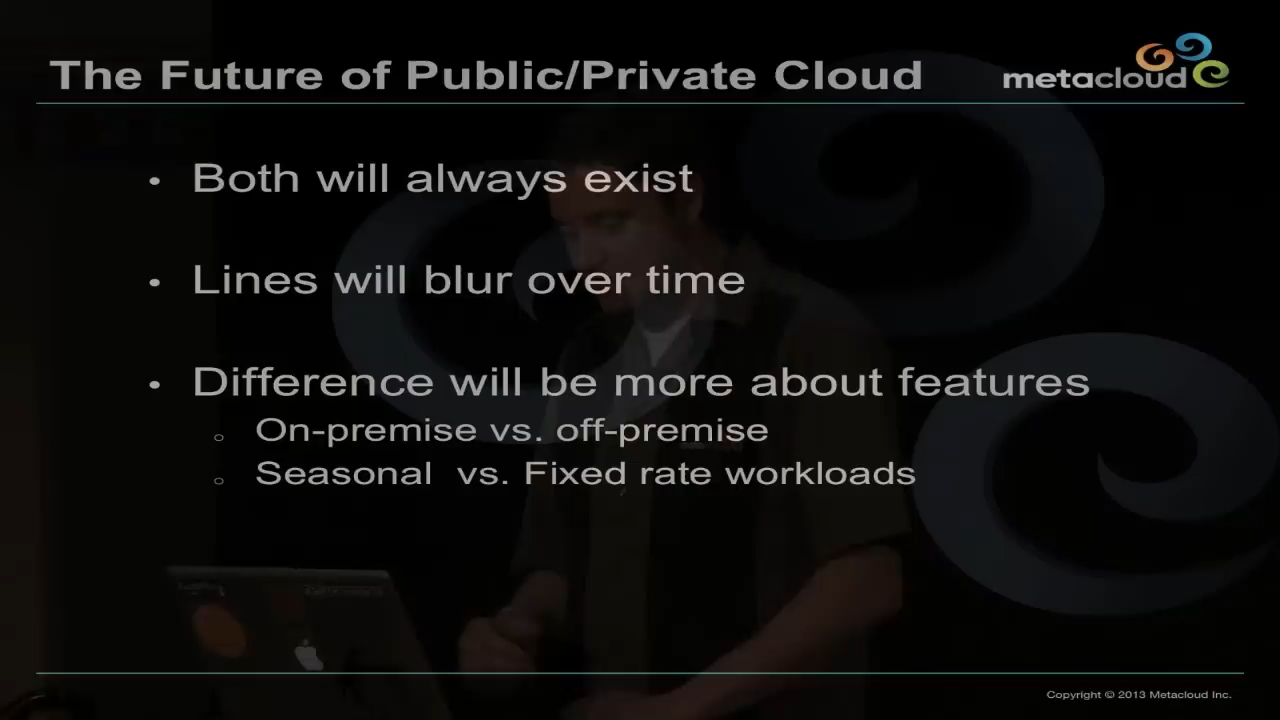 The Future of Public/Private Cloud
metacloud
• Both will always exist
• Lines will blur over time
• Difference will be more about features
o On-premise vs. off-premise
o Seasonal vs. Fixed rate workloads
Copyright © 2013 Metacloud Inc.